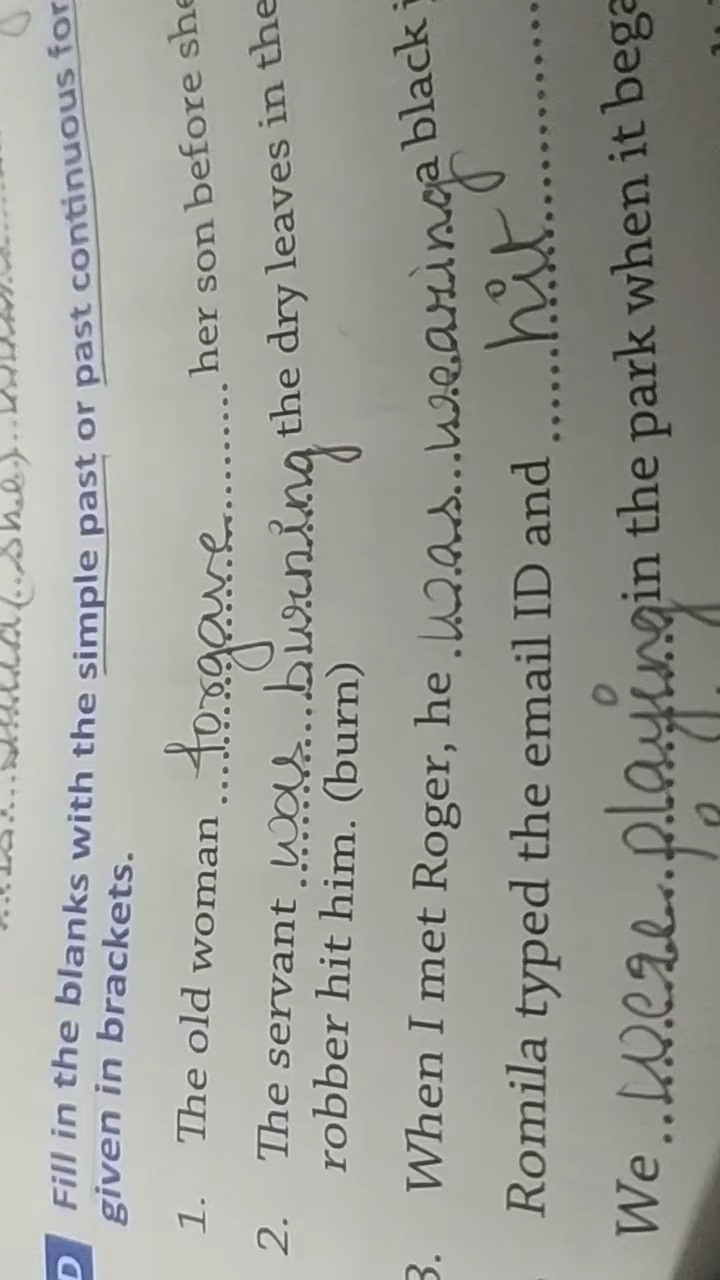 D Fill in the blanks with the simple past or past continuous for
given in brackets.
1. The old woman forgave her son before she
2. The servant was burning the dry leaves in the
robber hit him. (burn)
3. When I met Roger, he was wearing a black
Romila typed the email ID and hit
We were playing in the park when it bega